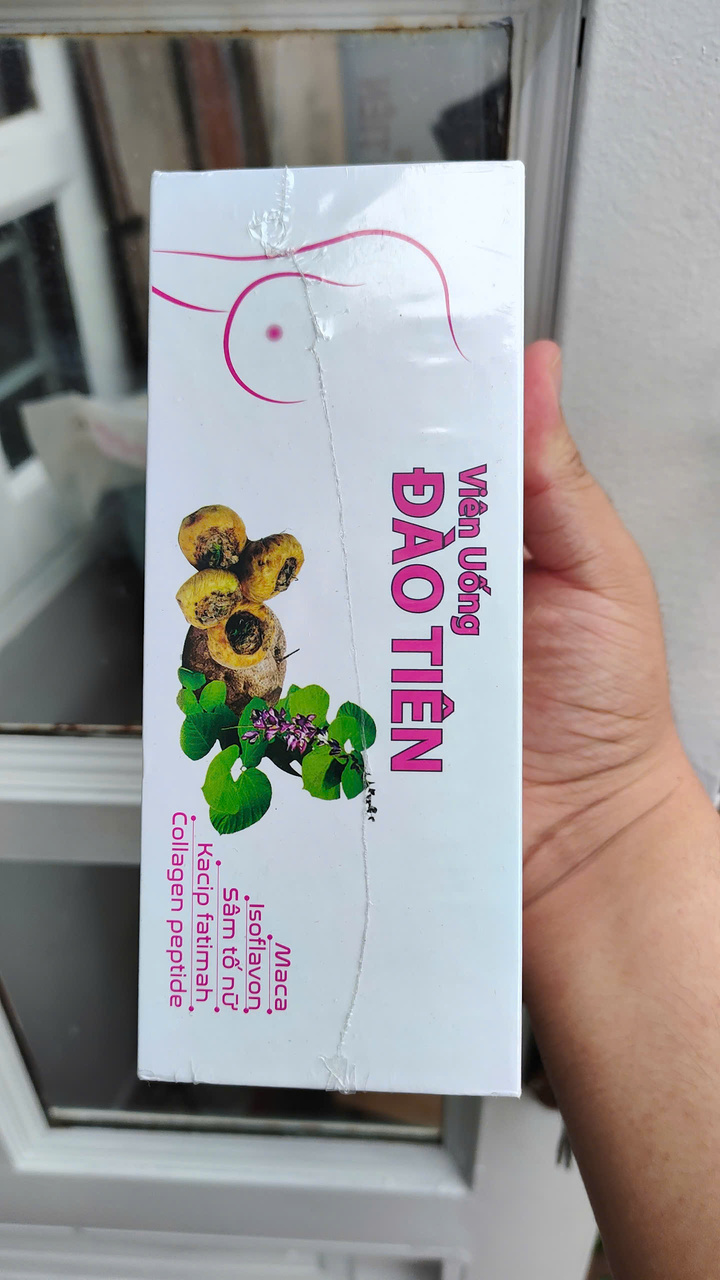 Viên Uống
ĐÀO TIÊN
Maca
Isoflavon
Sâm tố nữ
Kacip fatimah
Collagen peptide